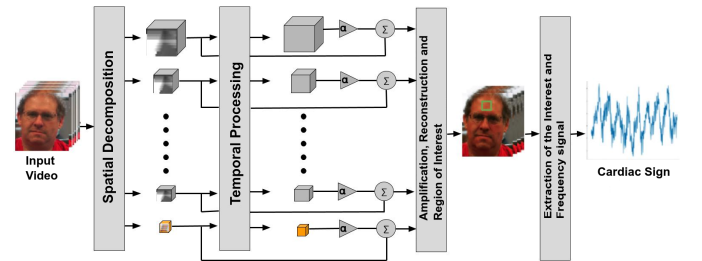 Input
Video
Spatial Decomposition
Temporal Processing
α
Σ
α
Σ
α
Σ
α
Σ
Amplification, Reconstruction and
Region of Interest
Extraction of the Interest and
Frequency signal
Cardiac Sign